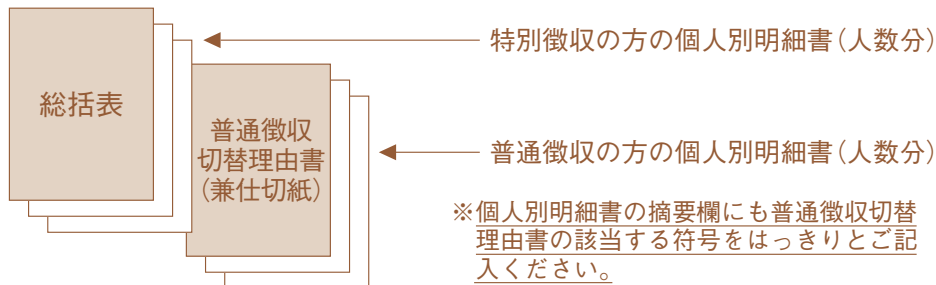 特別徴収の方の個人別明細書(人数分)
総括表
普通徴収
切替理由書
(兼仕切紙)
普通徴収の方の個人別明細書(人数分)
※個人別明細書の摘要欄にも普通徴収切替
理由書の該当する符号をはっきりとご記
入ください。